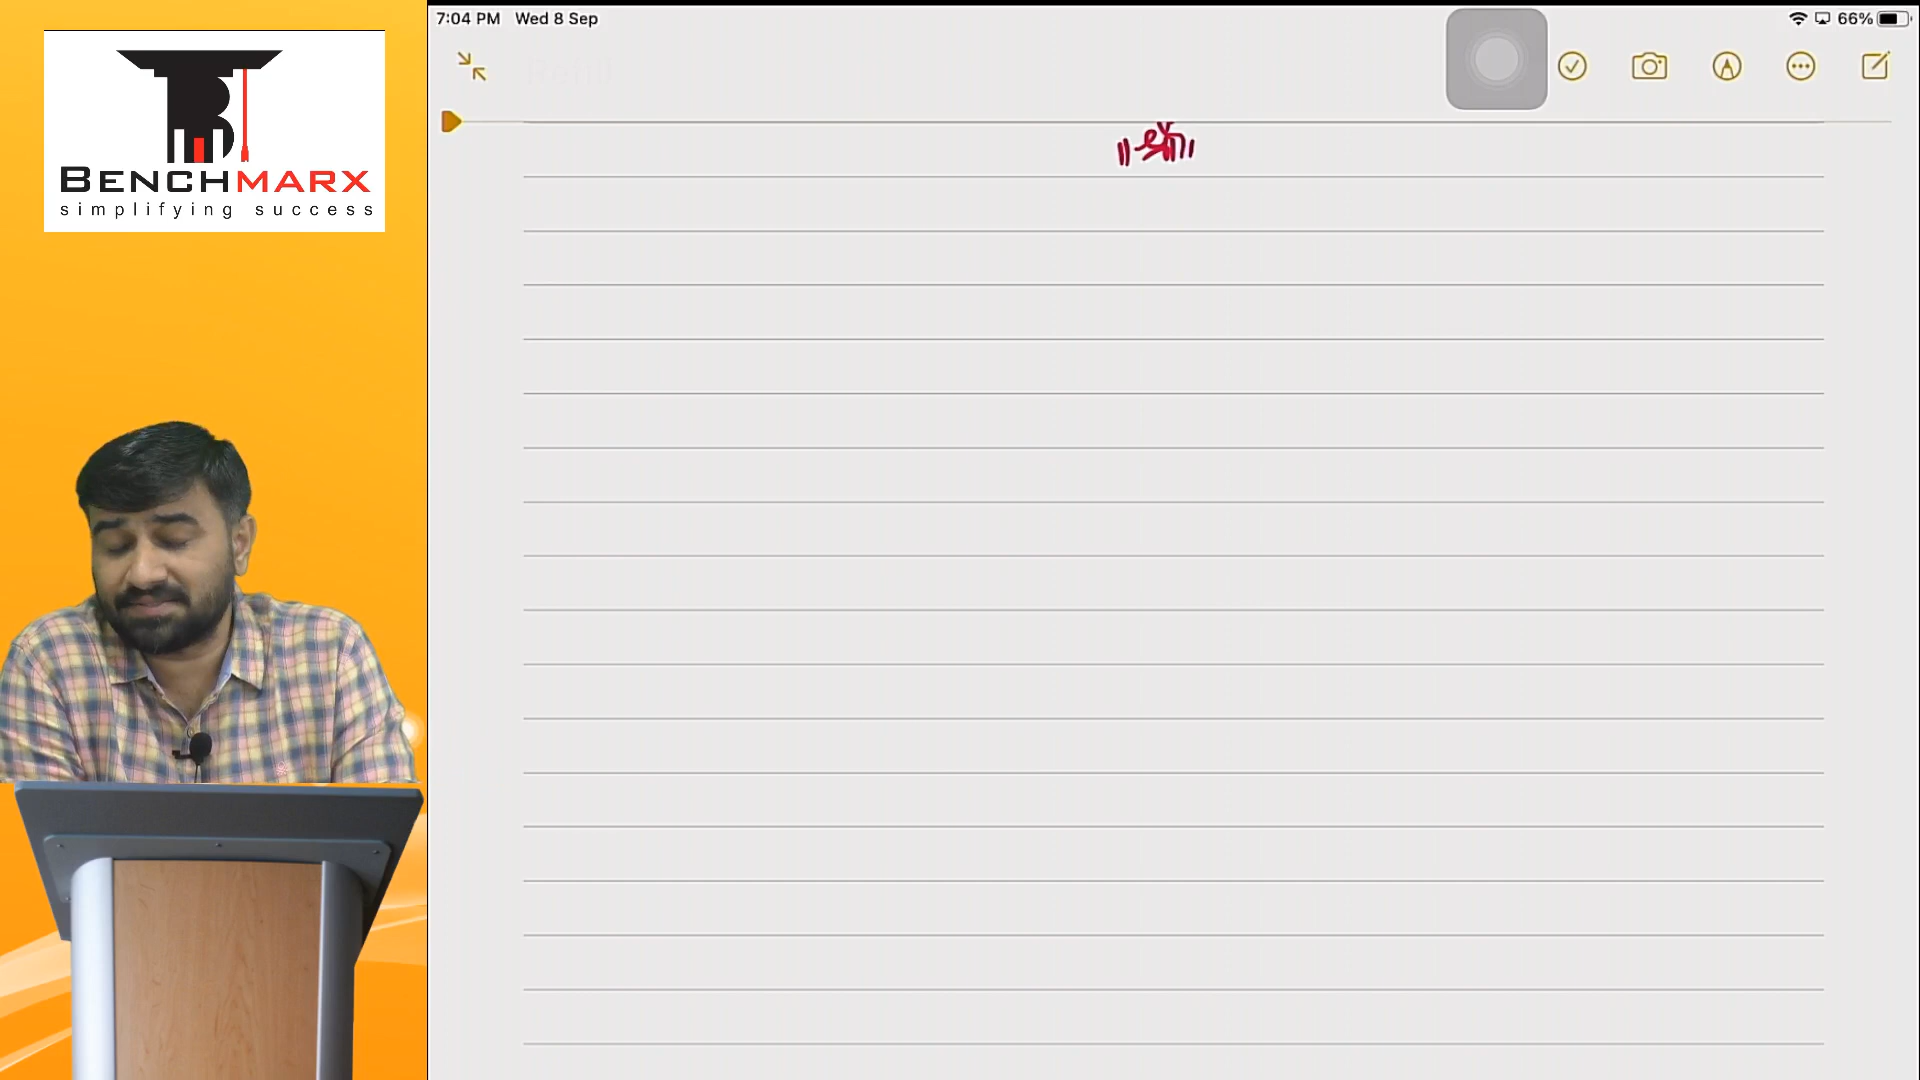 7:04 PM Wed 8 Sep
66%
BENCHMARX
simplifying success
॥श्री॥